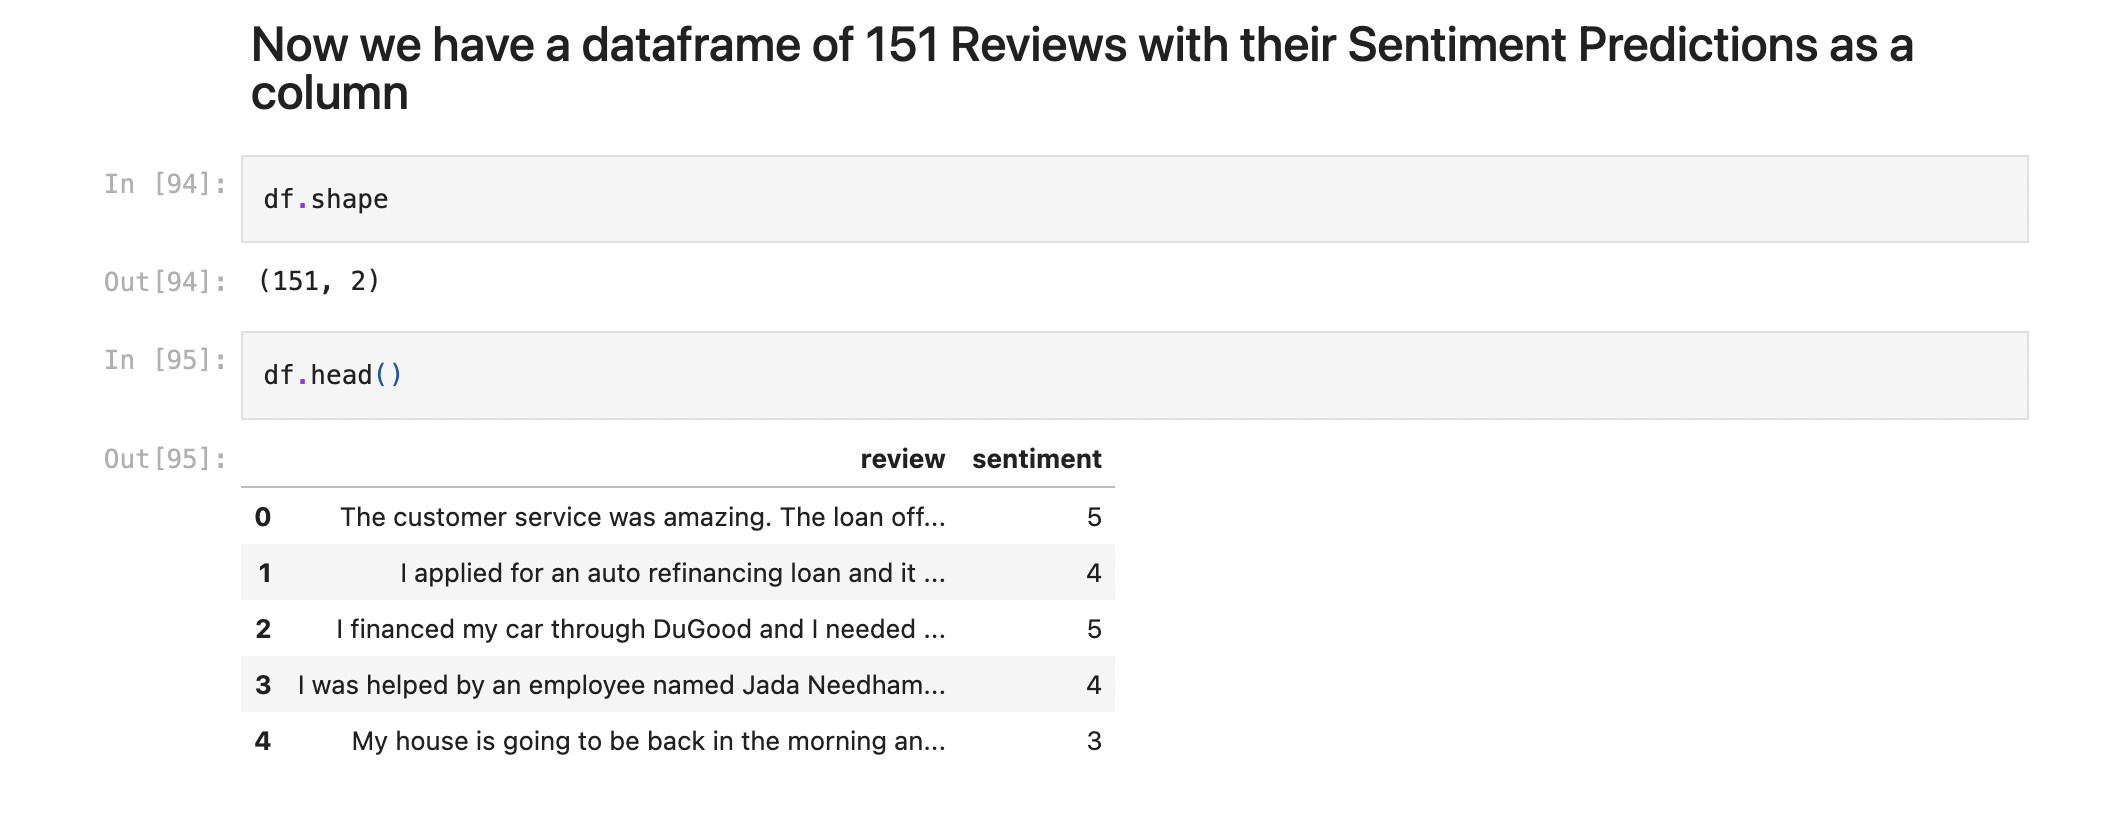 Now we have a dataframe of 151 Reviews with their Sentiment Predictions as a
column
In [94]:
df.shape
Out[94]:
(151, 2)
In [95]:
df.head()
Out[95]:
review sentiment
0 The customer service was amazing. The loan off... 5
1 I applied for an auto refinancing loan and it ... 4
2 I financed my car through DuGood and I needed ... 5
3 I was helped by an employee named Jada Needham... 4
4 My house is going to be back in the morning an... 3